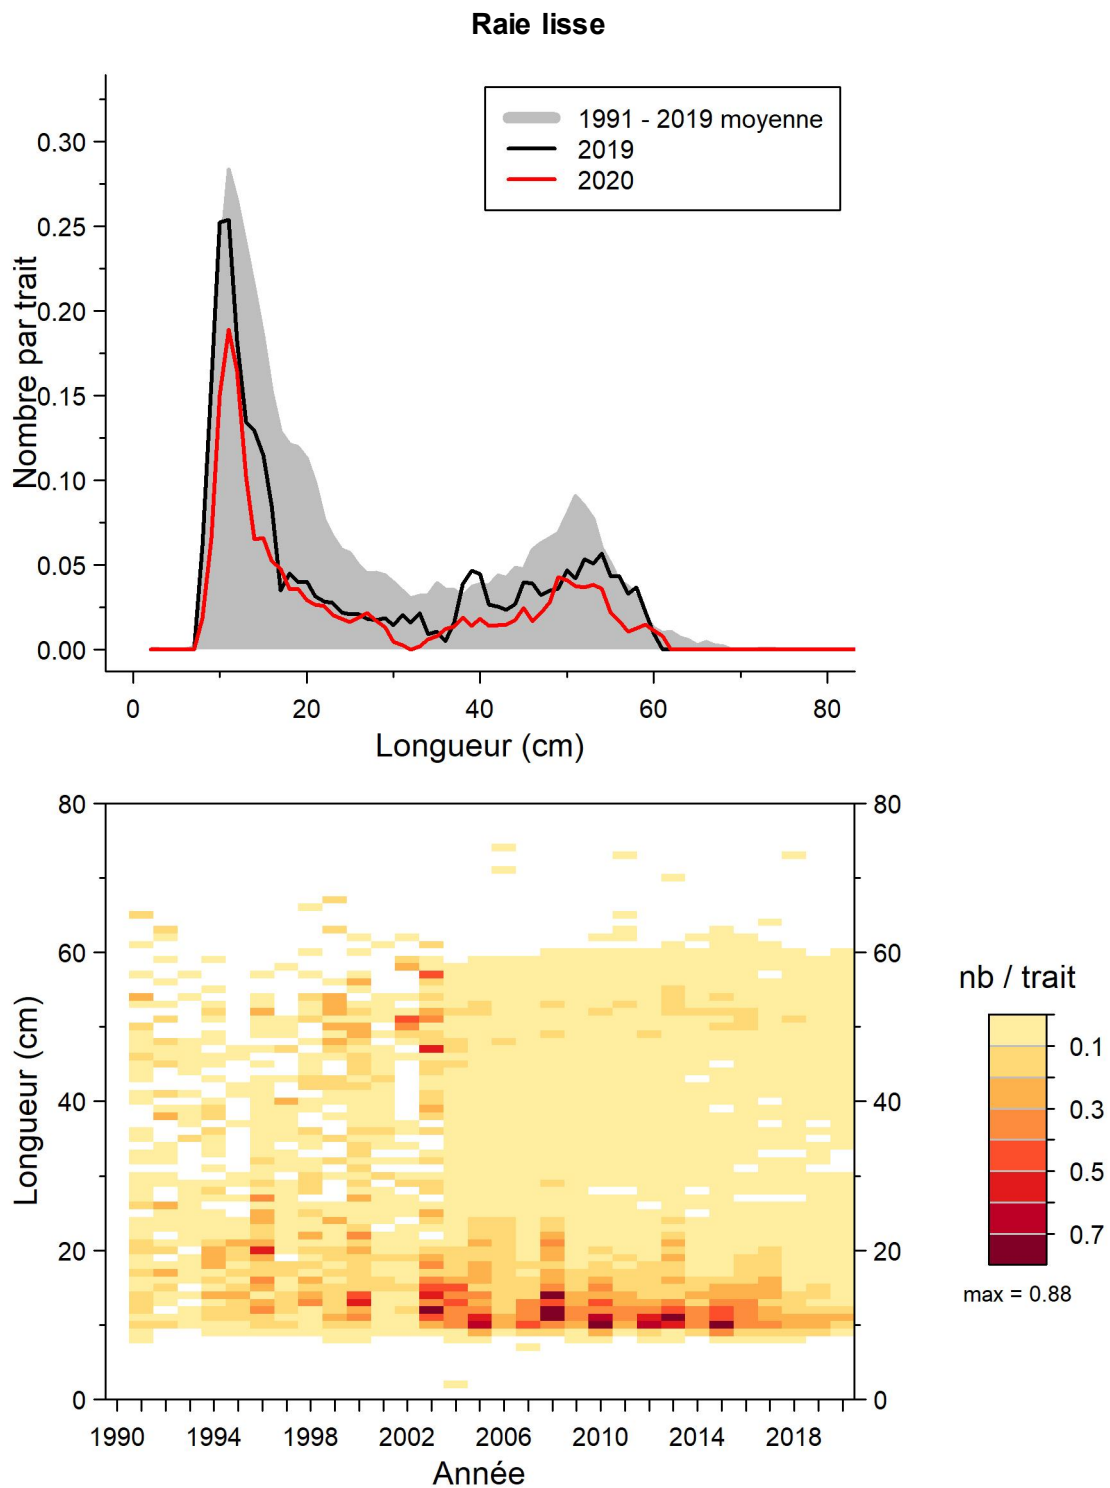 Raie lisse
1991 - 2019 moyenne
2019
2020
Nombre par trait
0.30
0.25
0.20
0.15
0.10
0.05
0.00
0 20 40 60 80
Longueur (cm)
Longueur (cm)
80 80
60 60
40 40
20 20
0 0
1990 1994 1998 2002 2006 2010 2014 2018
Année
nb / trait
0.1
0.3
0.5
0.7
max = 0.88